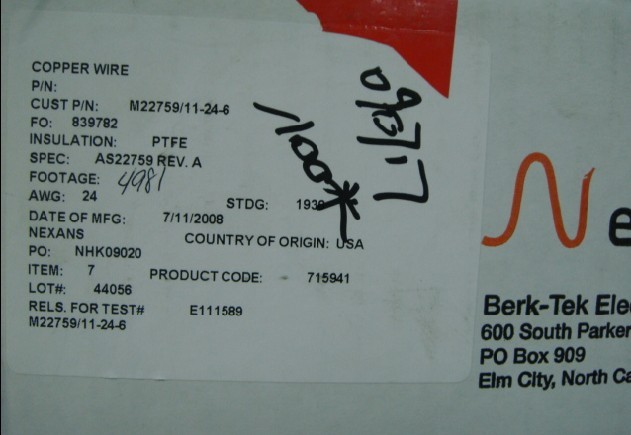 COPPER WIRE
P/N:
CUST P/N: M22759/11-24-6
FO: 839782
INSULATION: PTFE
SPEC: AS22759 REV. A
FOOTAGE: 4981
AWG: 24 STDG: 1936
DATE OF MFG: 7/11/2008
NEXANS COUNTRY OF ORIGIN: USA
PO: NHK09020
ITEM: 7 PRODUCT CODE: 715941
LOT#: 44056
RELS. FOR TEST# E111589
M22759/11-24-6
1100
Berk-Tek Ele
600 South Parker
PO Box 909
Elm City, North Ca